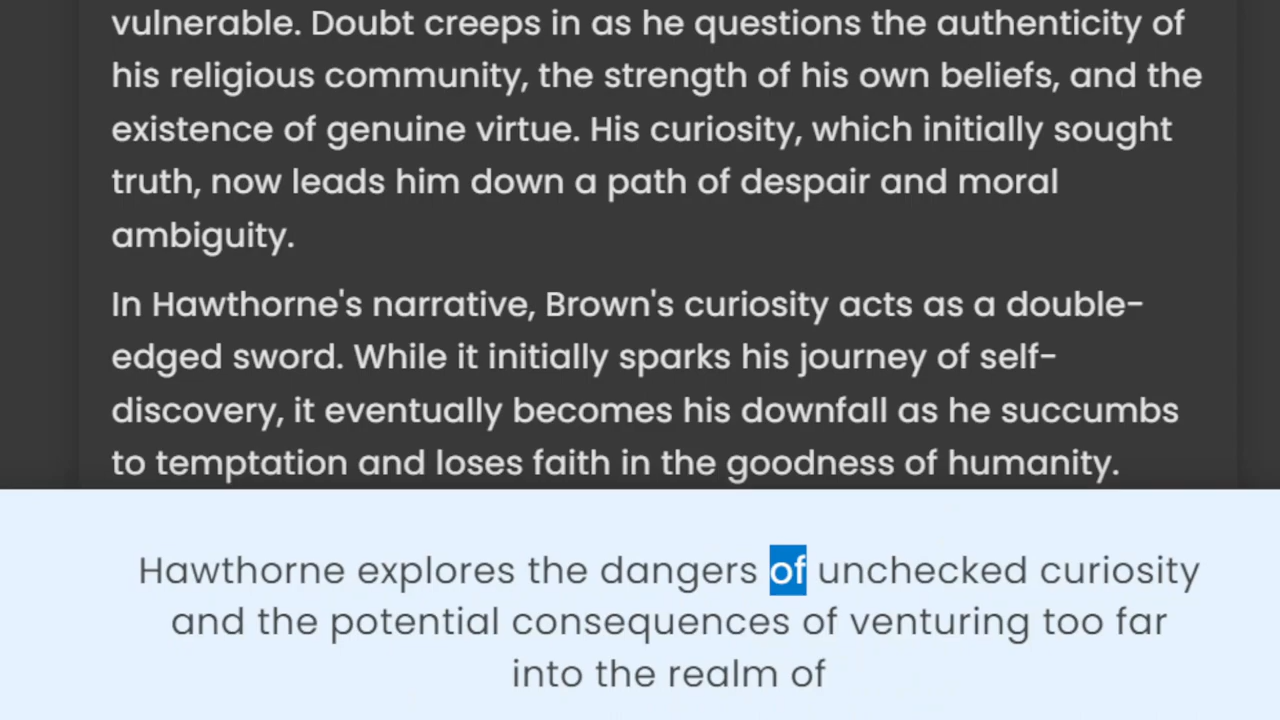 vulnerable. Doubt creeps in as he questions the authenticity of
his religious community, the strength of his own beliefs, and the
existence of genuine virtue. His curiosity, which initially sought
truth, now leads him down a path of despair and moral
ambiguity.
In Hawthorne's narrative, Brown's curiosity acts as a double-
edged sword. While it initially sparks his journey of self-
discovery, it eventually becomes his downfall as he succumbs
to temptation and loses faith in the goodness of humanity.
Hawthorne explores the dangers of unchecked curiosity
and the potential consequences of venturing too far
into the realm of